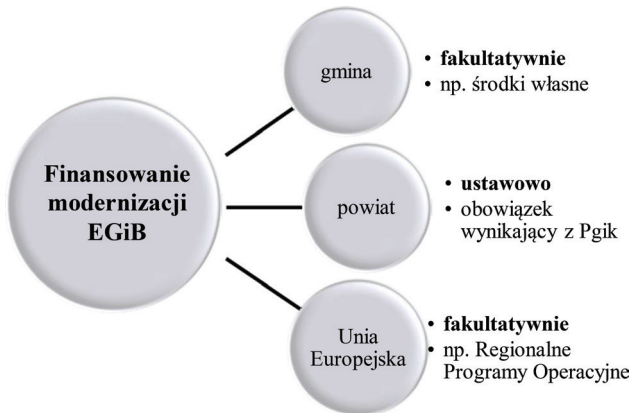 Finansowanie
modernizacji
EGiB
gmina
• fakultatywnie
• np. środki własne
powiat
• ustawowo
• obowiązek
wynikający z Pgik
Unia
Europejska
• fakultatywnie
• np. Regionalne
Programy Operacyjne